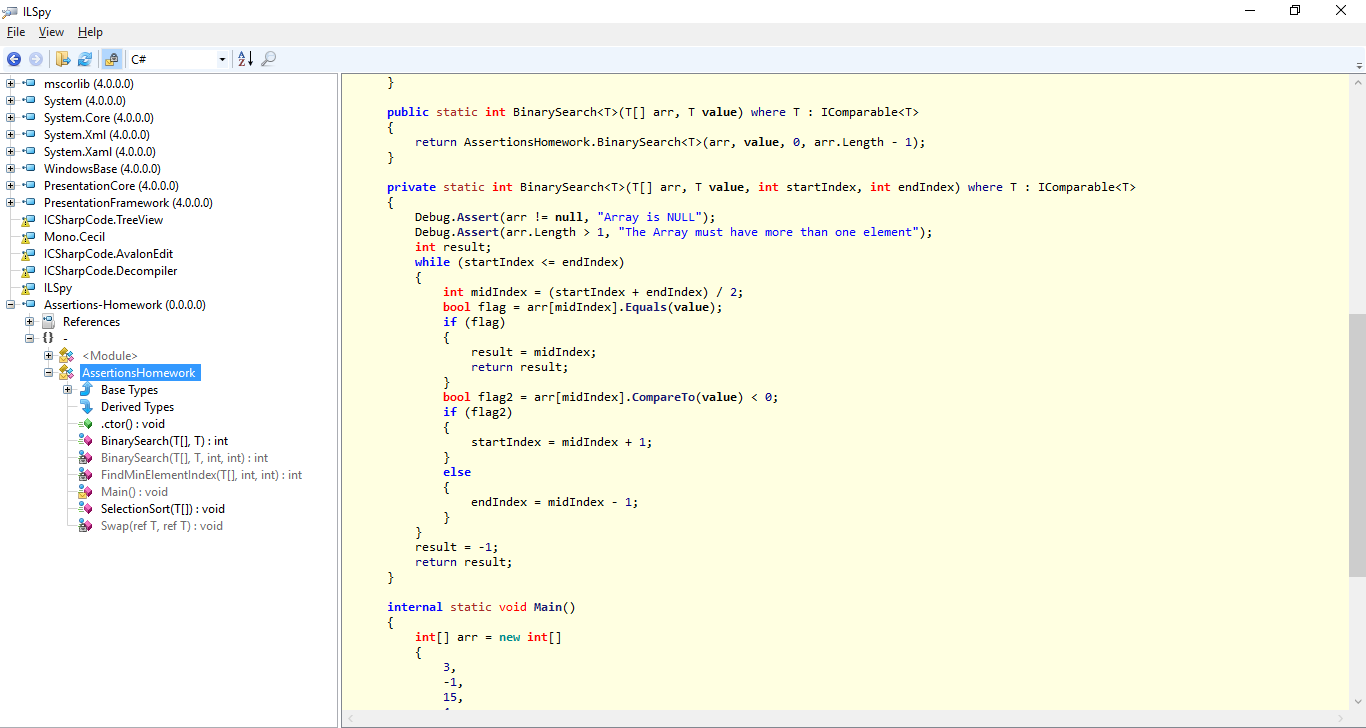 ILSpy
File View Help
C#
mscorlib (4.0.0.0)
System (4.0.0.0)
System.Core (4.0.0.0)
System.Xml (4.0.0.0)
System.Xaml (4.0.0.0)
WindowsBase (4.0.0.0)
PresentationCore (4.0.0.0)
PresentationFramework (4.0.0.0)
ICSharpCode.TreeView
Mono.Cecil
ICSharpCode.AvalonEdit
ICSharpCode.Decompiler
ILSpy
Assertions-Homework (0.0.0.0)
References
{} -
<Module>
AssertionsHomework
Base Types
Derived Types
.ctor() : void
BinarySearch(T[], T) : int
BinarySearch(T[], T, int, int) : int
FindMinElementIndex(T[], int, int) : int
Main() : void
SelectionSort(T[]) : void
Swap(ref T, ref T) : void
}
public static int BinarySearch<T>(T[] arr, T value) where T : IComparable<T>
{
return AssertionsHomework.BinarySearch<T>(arr, value, 0, arr.Length - 1);
}
private static int BinarySearch<T>(T[] arr, T value, int startIndex, int endIndex) where T : IComparable<T>
{
Debug.Assert(arr != null, "Array is NULL");
Debug.Assert(arr.Length > 1, "The Array must have more than one element");
int result;
while (startIndex <= endIndex)
{
int midIndex = (startIndex + endIndex) / 2;
bool flag = arr[midIndex].Equals(value);
if (flag)
{
result = midIndex;
return result;
}
bool flag2 = arr[midIndex].CompareTo(value) < 0;
if (flag2)
{
startIndex = midIndex + 1;
}
else
{
endIndex = midIndex - 1;
}
}
result = -1;
return result;
}
internal static void Main()
{
int[] arr = new int[]
{
3,
-1,
15,